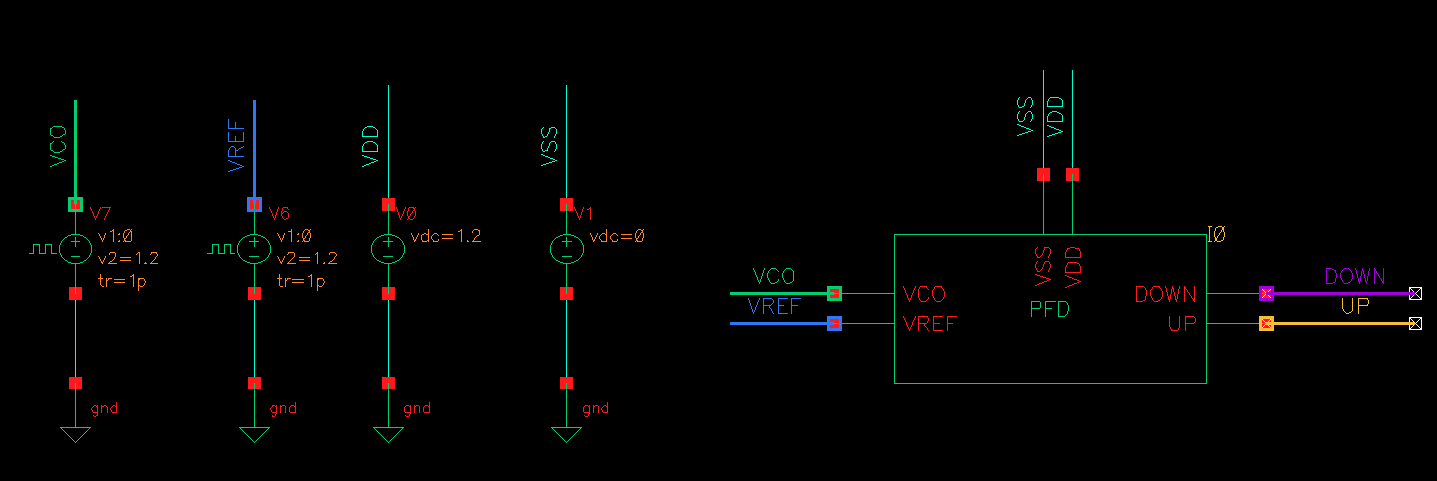 VCO
V7
v1:0
v2=1.2
tr=1p
gnd
VREF
V6
v1:0
v2=1.2
tr=1p
gnd
VDD
V0
vdc=1.2
gnd
VSS
V1
vdc=0
gnd
VSS
VDD
I0
VSS
VDD
VCO
VCO
DOWN
DOWN
PFD
VREF
VREF
UP
UP